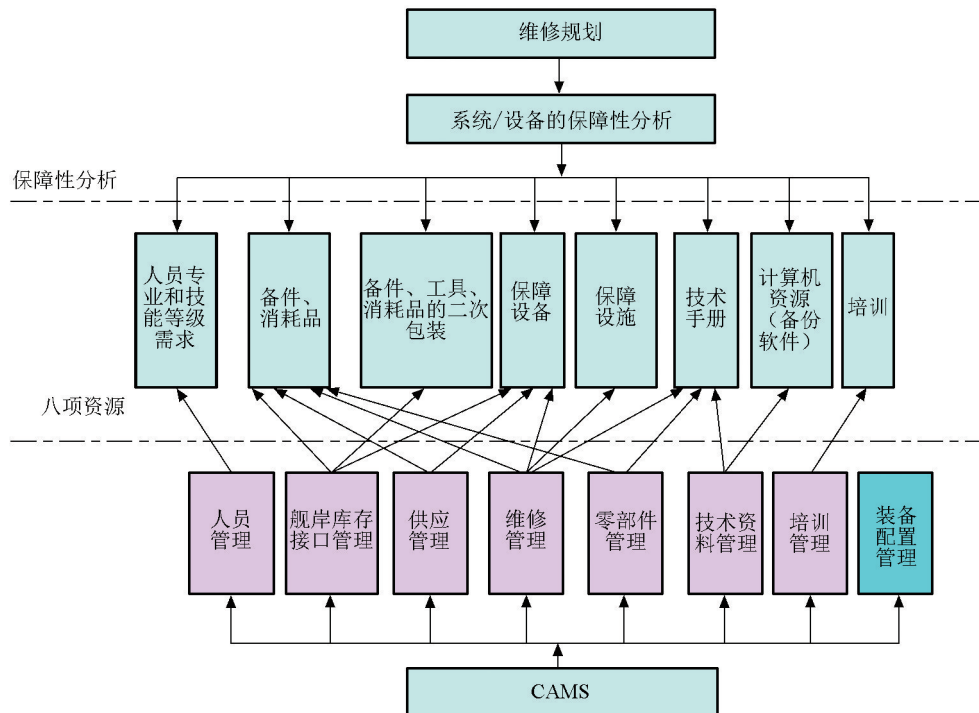 维修规划
系统/设备的保障性分析
保障性分析
人员专
业和技
能等级
需求
备件、
消耗品
备件、工具、
消耗品的二次
包装
保障
设备
保障
设施
技术
手册
计算机
资源
（备份
软件）
培训
八项资源
人员
管理
舰岸库存
接口管理
供应
管理
维修
管理
零部件
管理
技术资
料管理
培训
管理
装备
配置
管理
CAMS